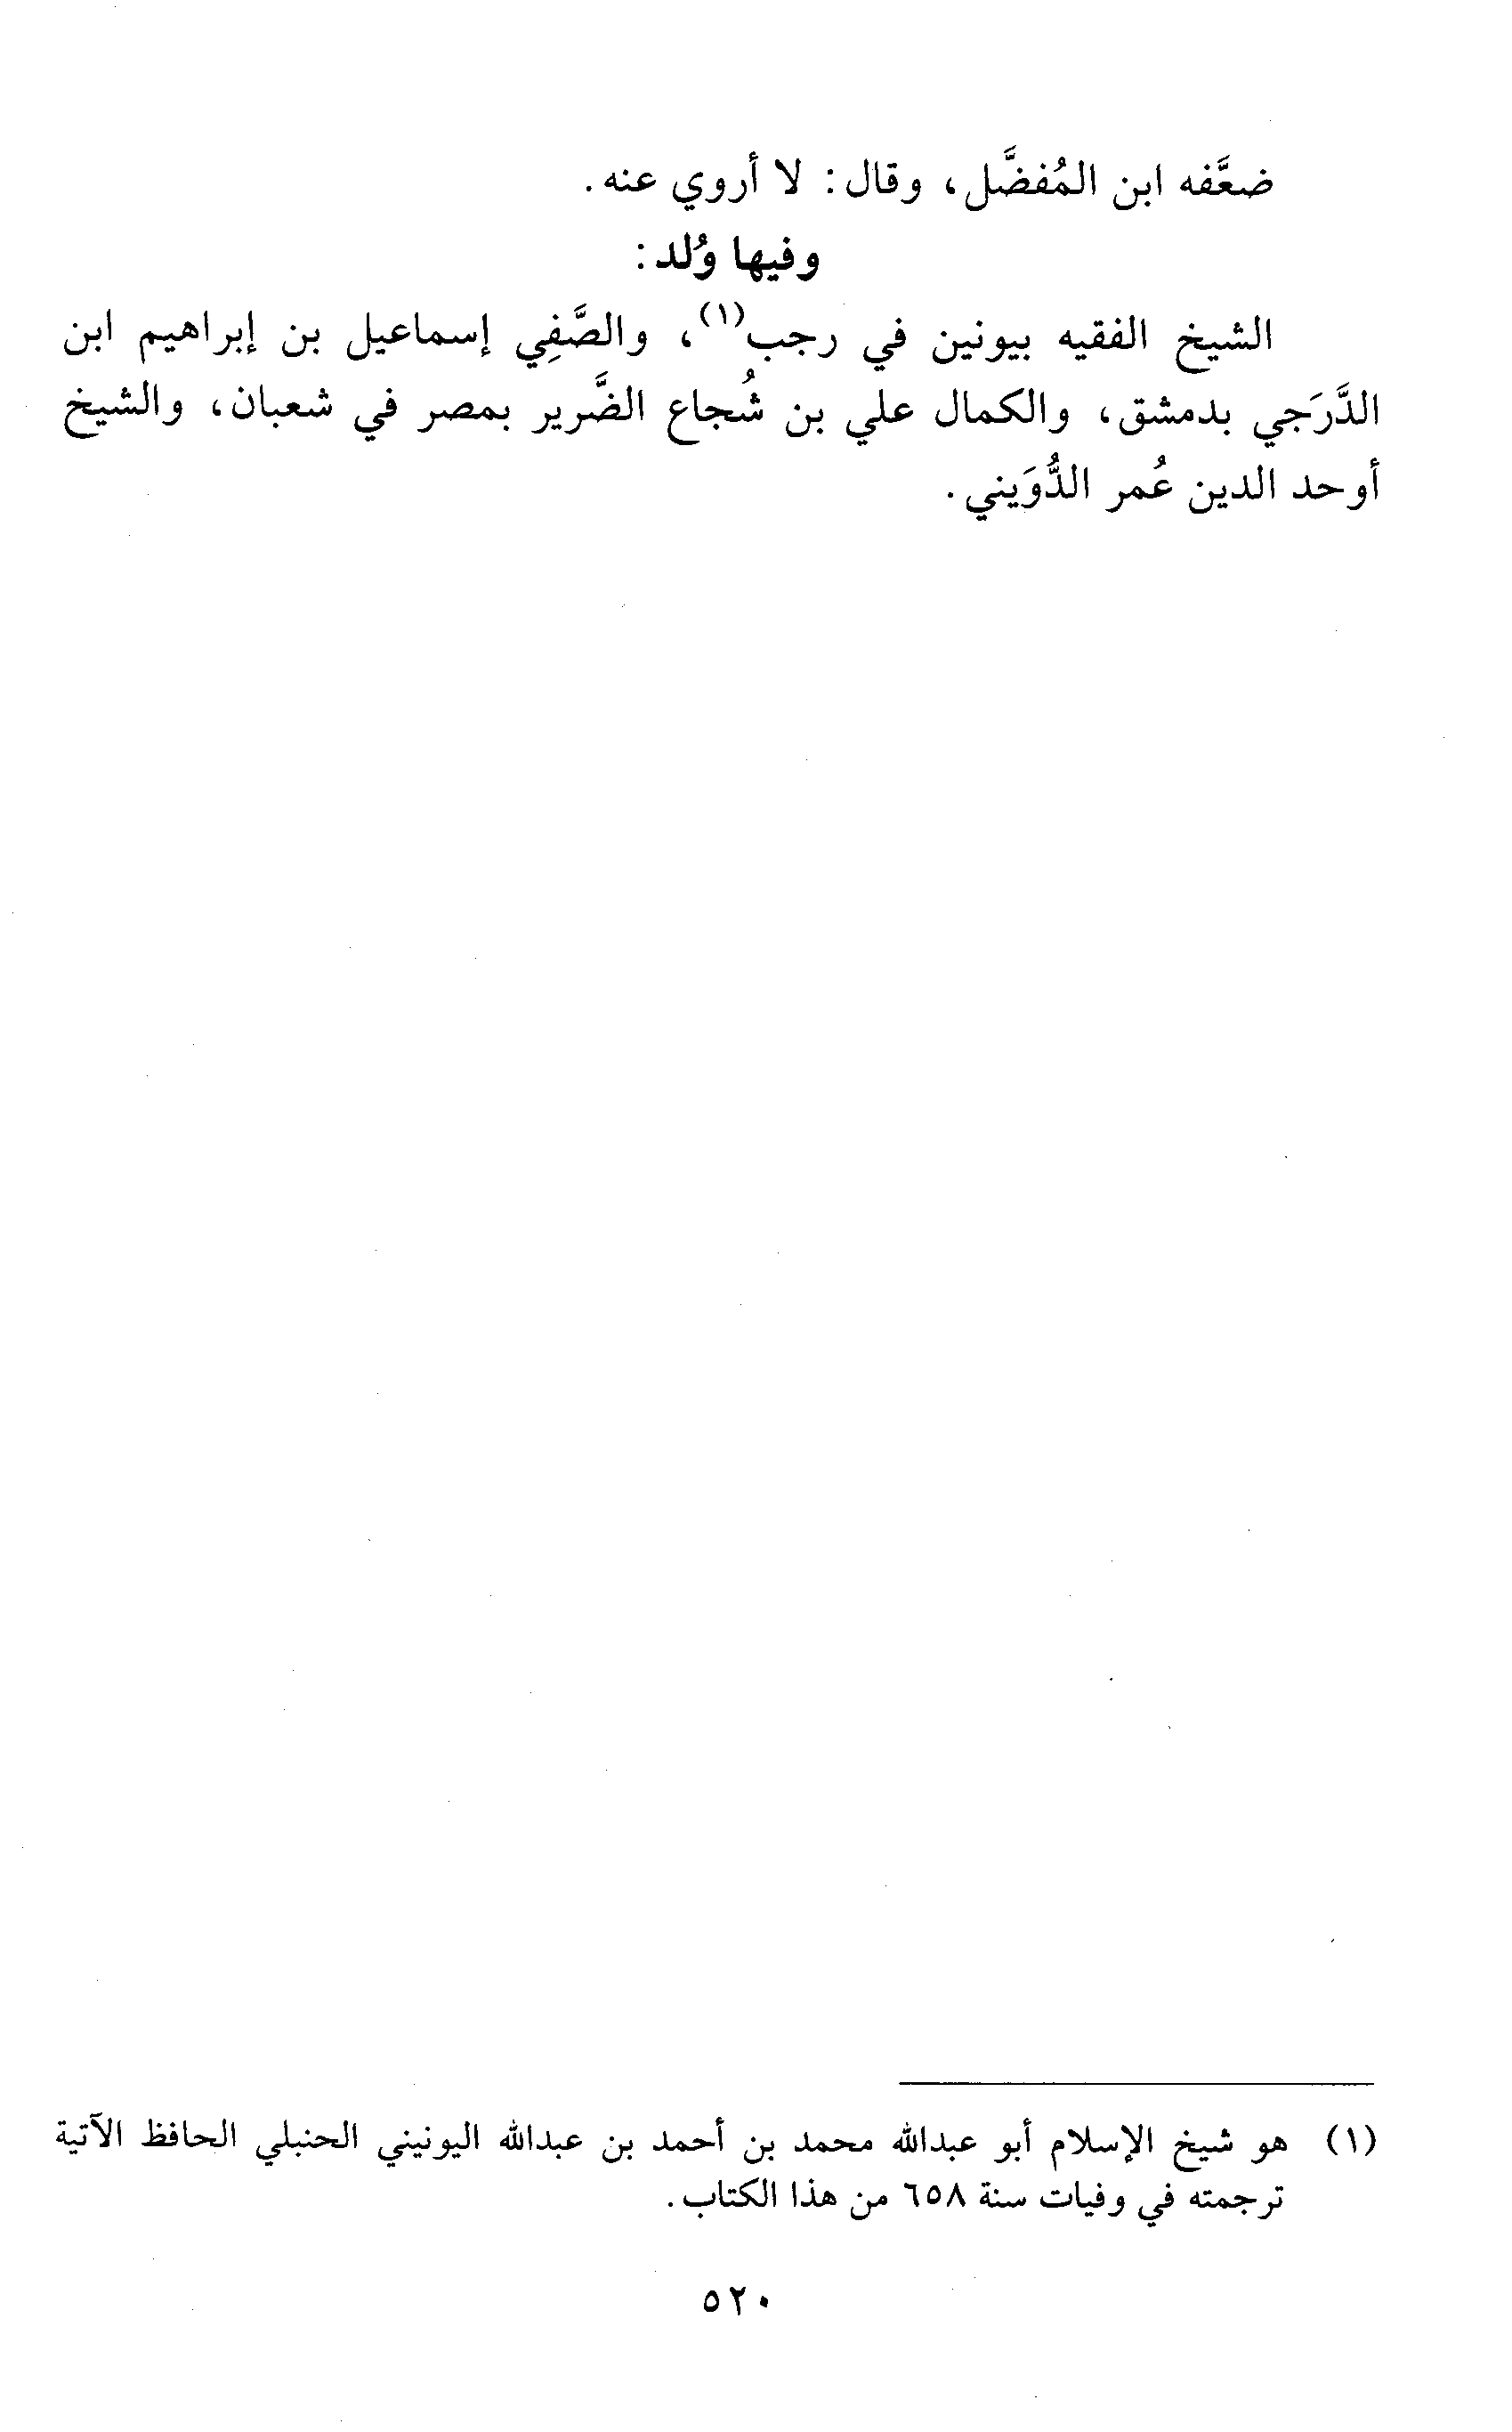 ضعَّفه ابن المُفضَّل، وقال: لا أروي عنه.
وفيها وُلد:
الشيخ الفقيه بيونين في رجب(١)، والصَّفِي إسماعيل بن إبراهيم ابن
الدَّرَجي بدمشق، والكمال علي بن شُجاع الضَّرير بمصر في شعبان، والشيخ
أوحد الدين عُمر الدُّوَيني.
(١) هو شيخ الإسلام أبو عبدالله محمد بن أحمد بن عبدالله اليونيني الحنبلي الحافظ الآتية
ترجمته في وفيات سنة ٦٥٨ من هذا الكتاب.
٥٢٠